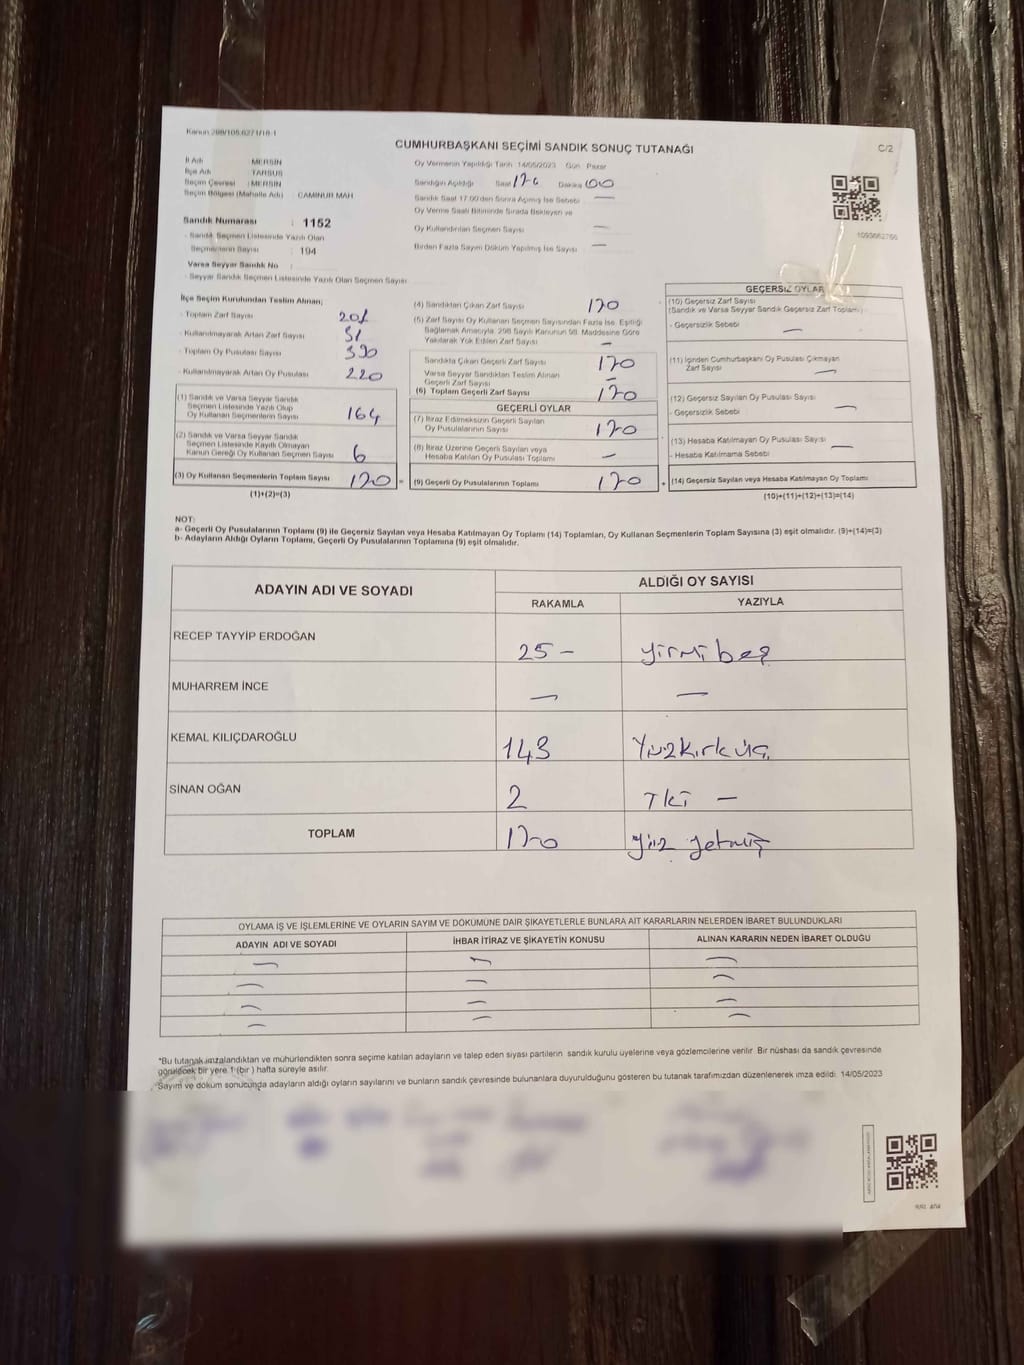 Kanun 298/105.6271/18-1
CUMHURBAŞKANI SEÇİMİ SANDIK SONUÇ TUTANAĞI
C/2
İl Adı : MERSİN
İlçe Adı : TARSUS
Seçim Çevresi : MERSİN
Seçim Bölgesi (Mahalle Adı) : CAMİNUR MAH
Oy Vermenin Yapıldığı Tarih 14/05/2023 Gün Pazar
Sandığın Açıldığı Saat Dakika 00
Sandık Saat 17.00'den Sonra Açılmış İse Sebebi —
Oy Verme Saati Bitiminde Sırada Bekleyen ve
Oy Kullandırılan Seçmen Sayısı —
Birden Fazla Sayım Döküm Yapılmış İse Sayısı —
Sandık Numarası : 1152
- Sandık Seçmen Listesinde Yazılı Olan
Seçmenlerin Sayısı : 194
Varsa Seyyar Sandık No :
- Seyyar Sandık Seçmen Listesinde Yazılı Olan Seçmen Sayısı
1093662766
İlçe Seçim Kurulundan Teslim Alınan;
- Toplam Zarf Sayısı 201
- Kullanılmayarak Artan Zarf Sayısı 31
- Toplam Oy Pusulası Sayısı 390
- Kullanılmayarak Artan Oy Pusulası 220
(1) Sandık ve Varsa Seyyar Sandık
Seçmen Listesinde Yazılı Olup
Oy Kullanan Seçmenlerin Sayısı 164
(2) Sandık ve Varsa Seyyar Sandık
Seçmen Listesinde Kayıtlı Olmayan
Kanun Gereği Oy Kullanan Seçmen Sayısı 6
(3) Oy Kullanan Seçmenlerin Toplam Sayısı 170 =
(1)+(2)=(3)
(4) Sandıktan Çıkan Zarf Sayısı 170
(5) Zarf Sayısı Oy Kullanan Seçmen Sayısından Fazla İse, Eşitliği
Sağlamak Amacıyla, 298 Sayılı Kanunun 98. Maddesine Göre
Yakılarak Yok Edilen Zarf Sayısı —
Sandıkta Çıkan Geçerli Zarf Sayısı 170
Varsa Seyyar Sandıktan Teslim Alınan
Geçerli Zarf Sayısı —
(6) Toplam Geçerli Zarf Sayısı 170
GEÇERLİ OYLAR
(7) İtiraz Edilmeksizin Geçerli Sayılan
Oy Pusulalarının Sayısı 170
(8) İtiraz Üzerine Geçerli Sayılan veya
Hesaba Katılan Oy Pusulası Toplamı —
(9) Geçerli Oy Pusulalarının Toplamı 170 +
GEÇERSİZ OYLAR
(10) Geçersiz Zarf Sayısı
(Sandık ve Varsa Seyyar Sandık Geçersiz Zarf Toplamı)
- Geçersizlik Sebebi —
(11) İçinden Cumhurbaşkanı Oy Pusulası Çıkmayan
Zarf Sayısı —
(12) Geçersiz Sayılan Oy Pusulası Sayısı
- Geçersizlik Sebebi —
(13) Hesaba Katılmayan Oy Pusulası Sayısı —
- Hesaba Katılmama Sebebi
(14) Geçersiz Sayılan veya Hesaba Katılmayan Oy Toplamı
(10)+(11)+(12)+(13)=(14)
NOT:
a- Geçerli Oy Pusulalarının Toplamı (9) ile Geçersiz Sayılan veya Hesaba Katılmayan Oy Toplamı (14) Toplamları, Oy Kullanan Seçmenlerin Toplam Sayısına (3) eşit olmalıdır. (9)+(14)=(3)
b- Adayların Aldığı Oyların Toplamı, Geçerli Oy Pusulalarının Toplamına (9) eşit olmalıdır.
ADAYIN ADI VE SOYADI ALDIĞI OY SAYISI
RAKAMLA YAZIYLA
RECEP TAYYİP ERDOĞAN 25 – yirmi beş
MUHARREM İNCE — —
KEMAL KILIÇDAROĞLU 143 Yüzkırküç
SİNAN OĞAN 2 İki –
TOPLAM 170 yüz yetmiş
OYLAMA İŞ VE İŞLEMLERİNE VE OYLARIN SAYIM VE DÖKÜMÜNE DAİR ŞİKAYETLERLE BUNLARA AİT KARARLARIN NELERDEN İBARET BULUNDUKLARI
ADAYIN ADI VE SOYADI İHBAR İTİRAZ VE ŞİKAYETİN KONUSU ALINAN KARARIN NEDEN İBARET OLDUĞU
— — —
— — —
— — —
— — —
*Bu tutanak imzalandıktan ve mühürlendikten sonra seçime katılan adayların ve talep eden siyasi partilerin sandık kurulu üyelerine veya gözlemcilerine verilir. Bir nüshası da sandık çevresinde
görülecek bir yere 1 (bir ) hafta süreyle asılır.
*Sayım ve döküm sonucunda adayların aldığı oyların sayılarını ve bunların sandık çevresinde bulunanlara duyurulduğunu gösteren bu tutanak tarafımızdan düzenlenerek imza edildi. 14/05/2023